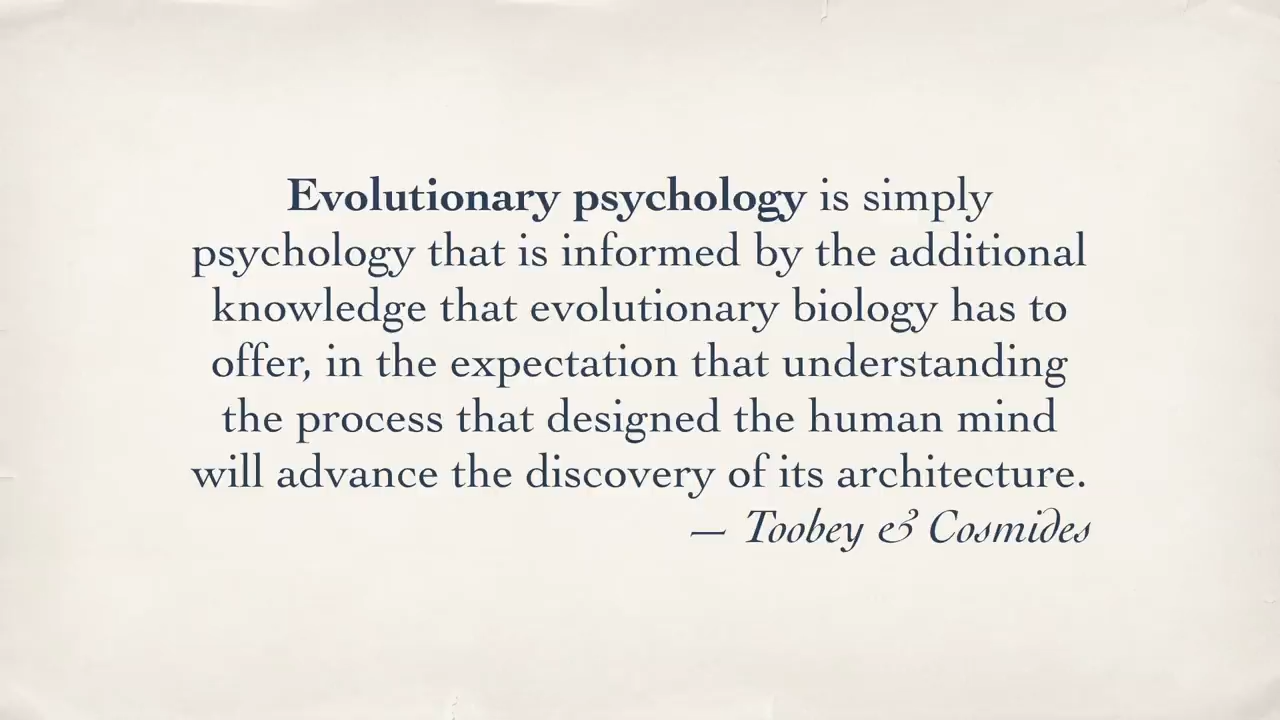 Evolutionary psychology is simply
psychology that is informed by the additional
knowledge that evolutionary biology has to
offer, in the expectation that understanding
the process that designed the human mind
will advance the discovery of its architecture.
— Toobey & Cosmides